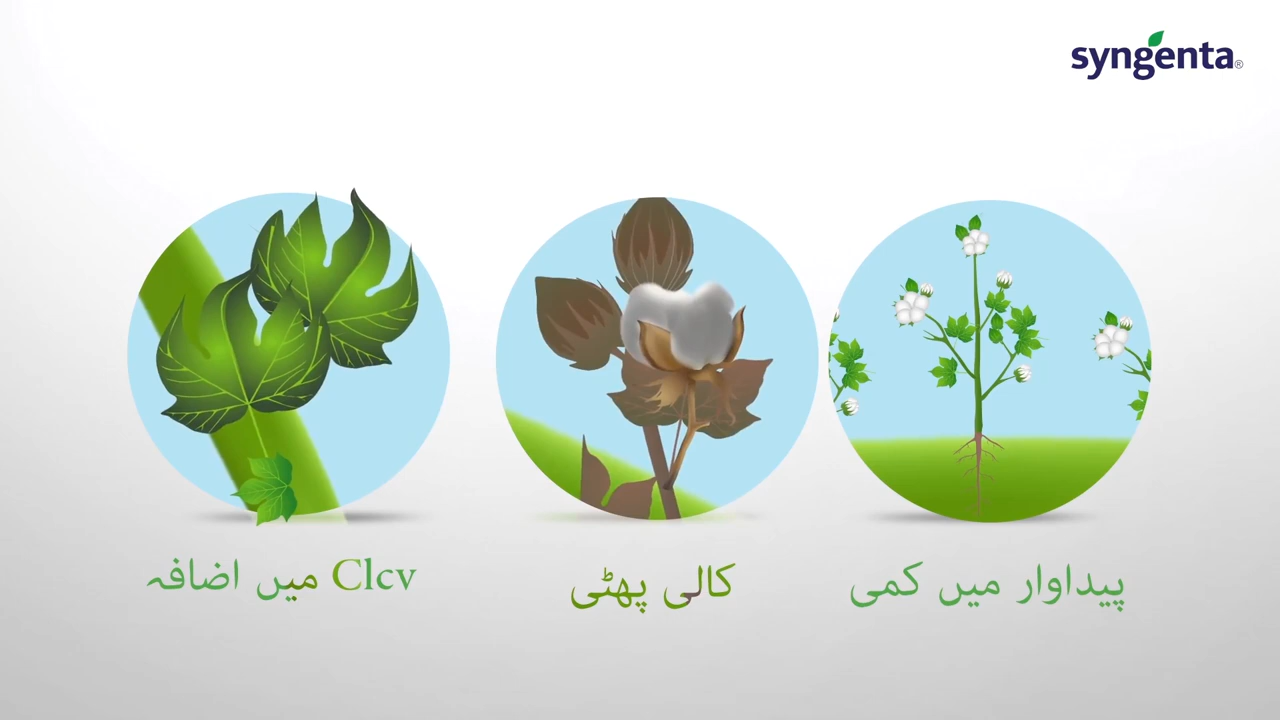 syngenta®
پیداوار میں کمی
کالی پھٹی
Clcv میں اضافہ